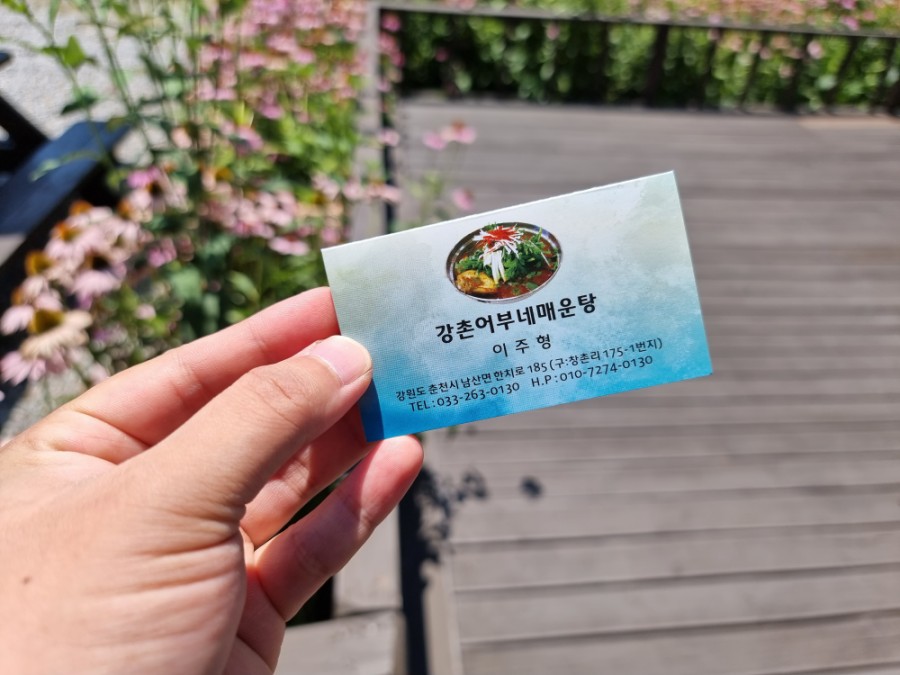 강촌어부네매운탕
이 주 형
강원도 춘천시 남산면 한치로 185 (구:창촌리 175-1번지)
TEL : 033-263-0130 H.P : 010-7274-0130